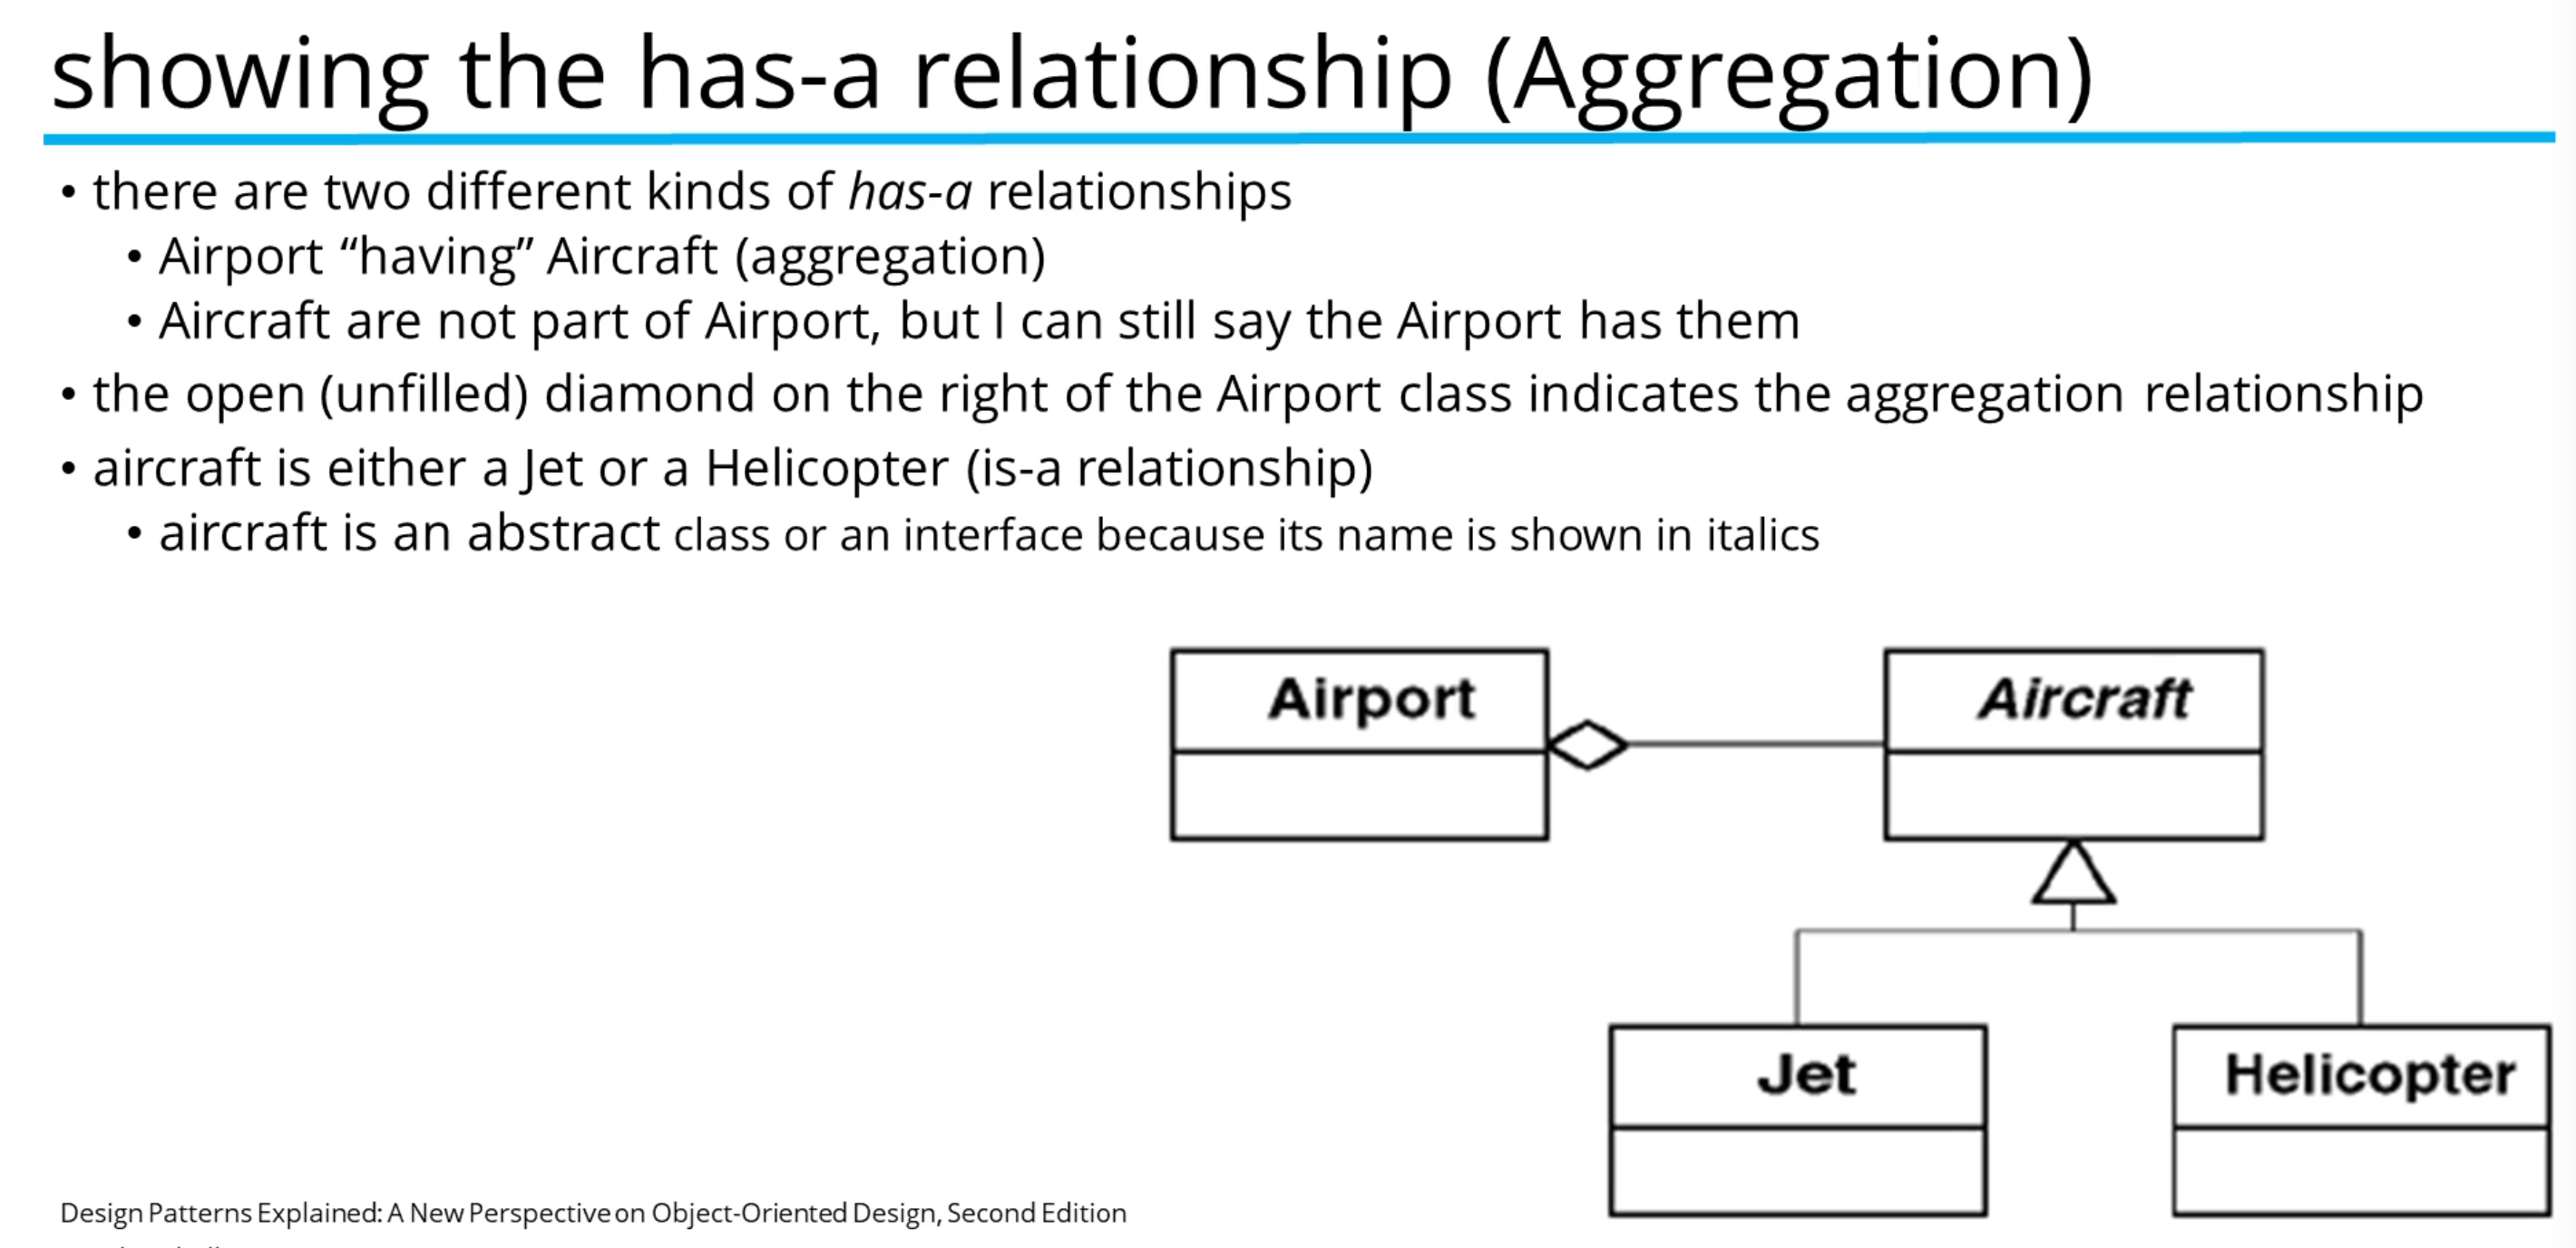 showing the has-a relationship (Aggregation)
• there are two different kinds of has-a relationships
• Airport “having” Aircraft (aggregation)
• Aircraft are not part of Airport, but I can still say the Airport has them
• the open (unfilled) diamond on the right of the Airport class indicates the aggregation relationship
• aircraft is either a Jet or a Helicopter (is-a relationship)
• aircraft is an abstract class or an interface because its name is shown in italics
Airport
Aircraft
Jet
Helicopter
Design Patterns Explained: A New Perspective on Object-Oriented Design, Second Edition